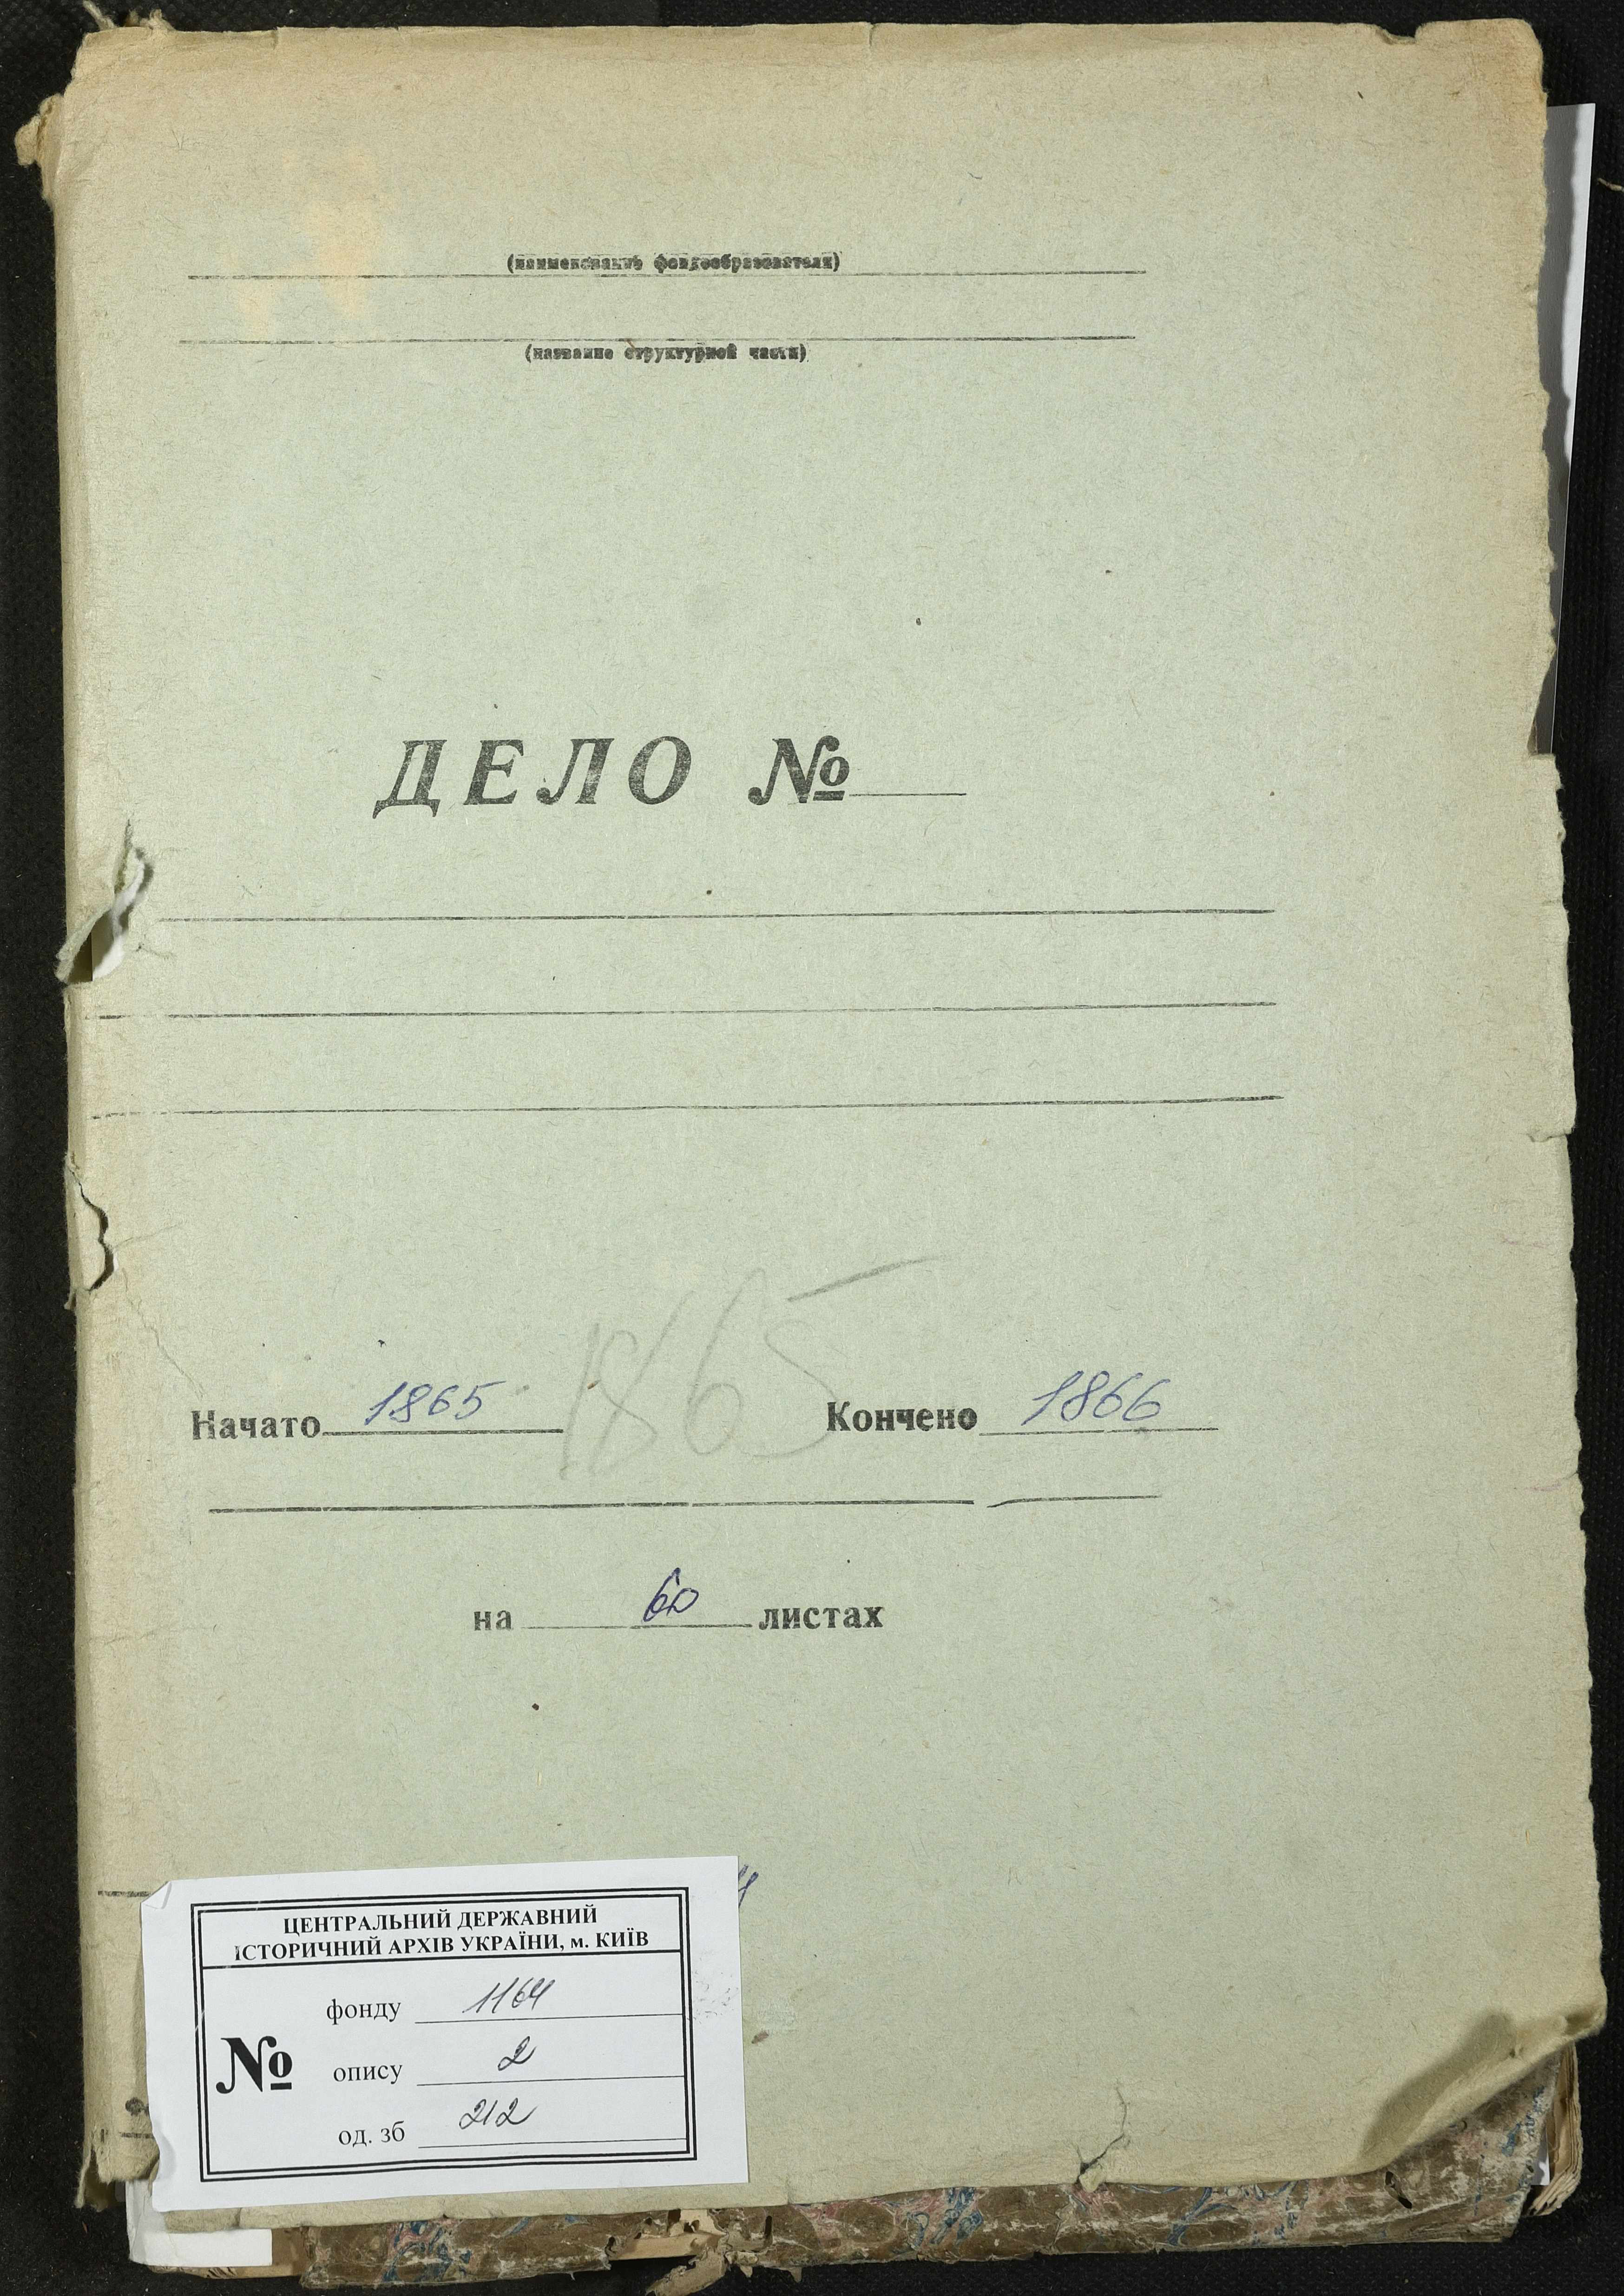 (наименование фондообразователя)
(название структурной части)
ДЕЛО №
1865
Начато 1865 Кончено 1866
на 60 листах
ЦЕНТРАЛЬНИЙ ДЕРЖАВНИЙ
ІСТОРИЧНИЙ АРХІВ УКРАЇНИ, м. КИЇВ
№
фонду 1164
опису 2
од. зб 212